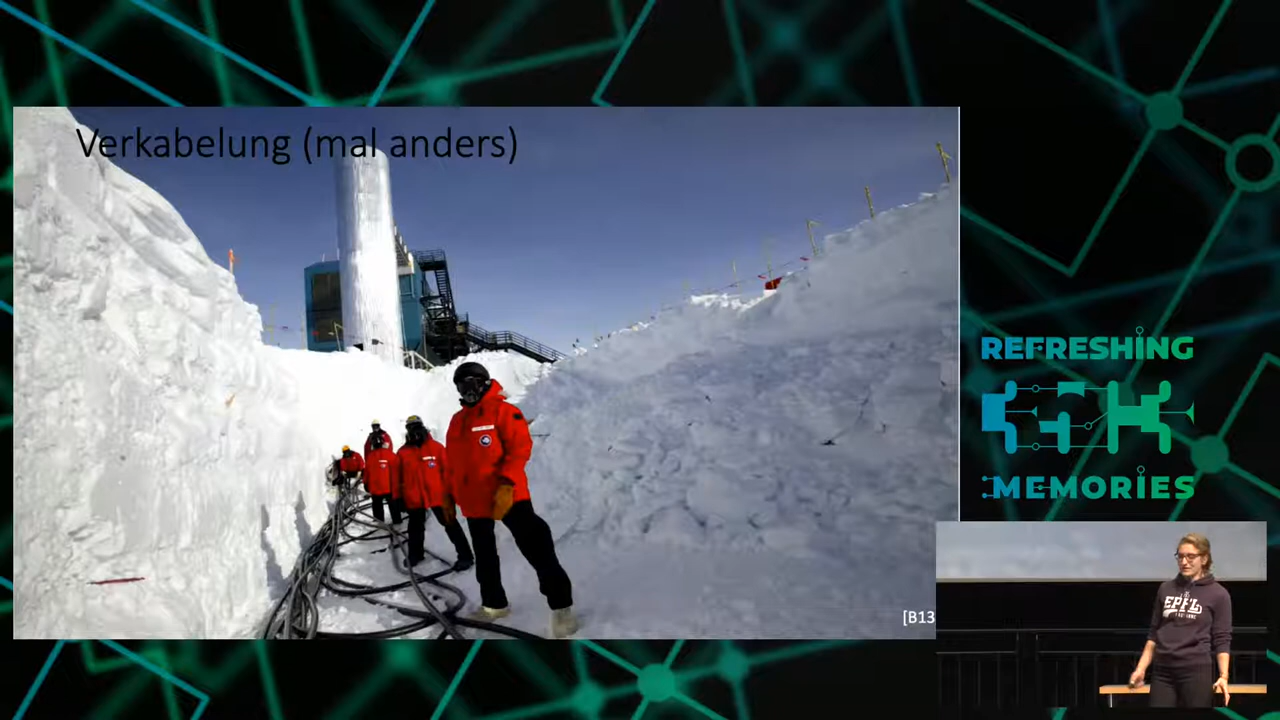 Verkabelung (mal anders)
[B13
REFRESHING
MEMORIES
EPFL